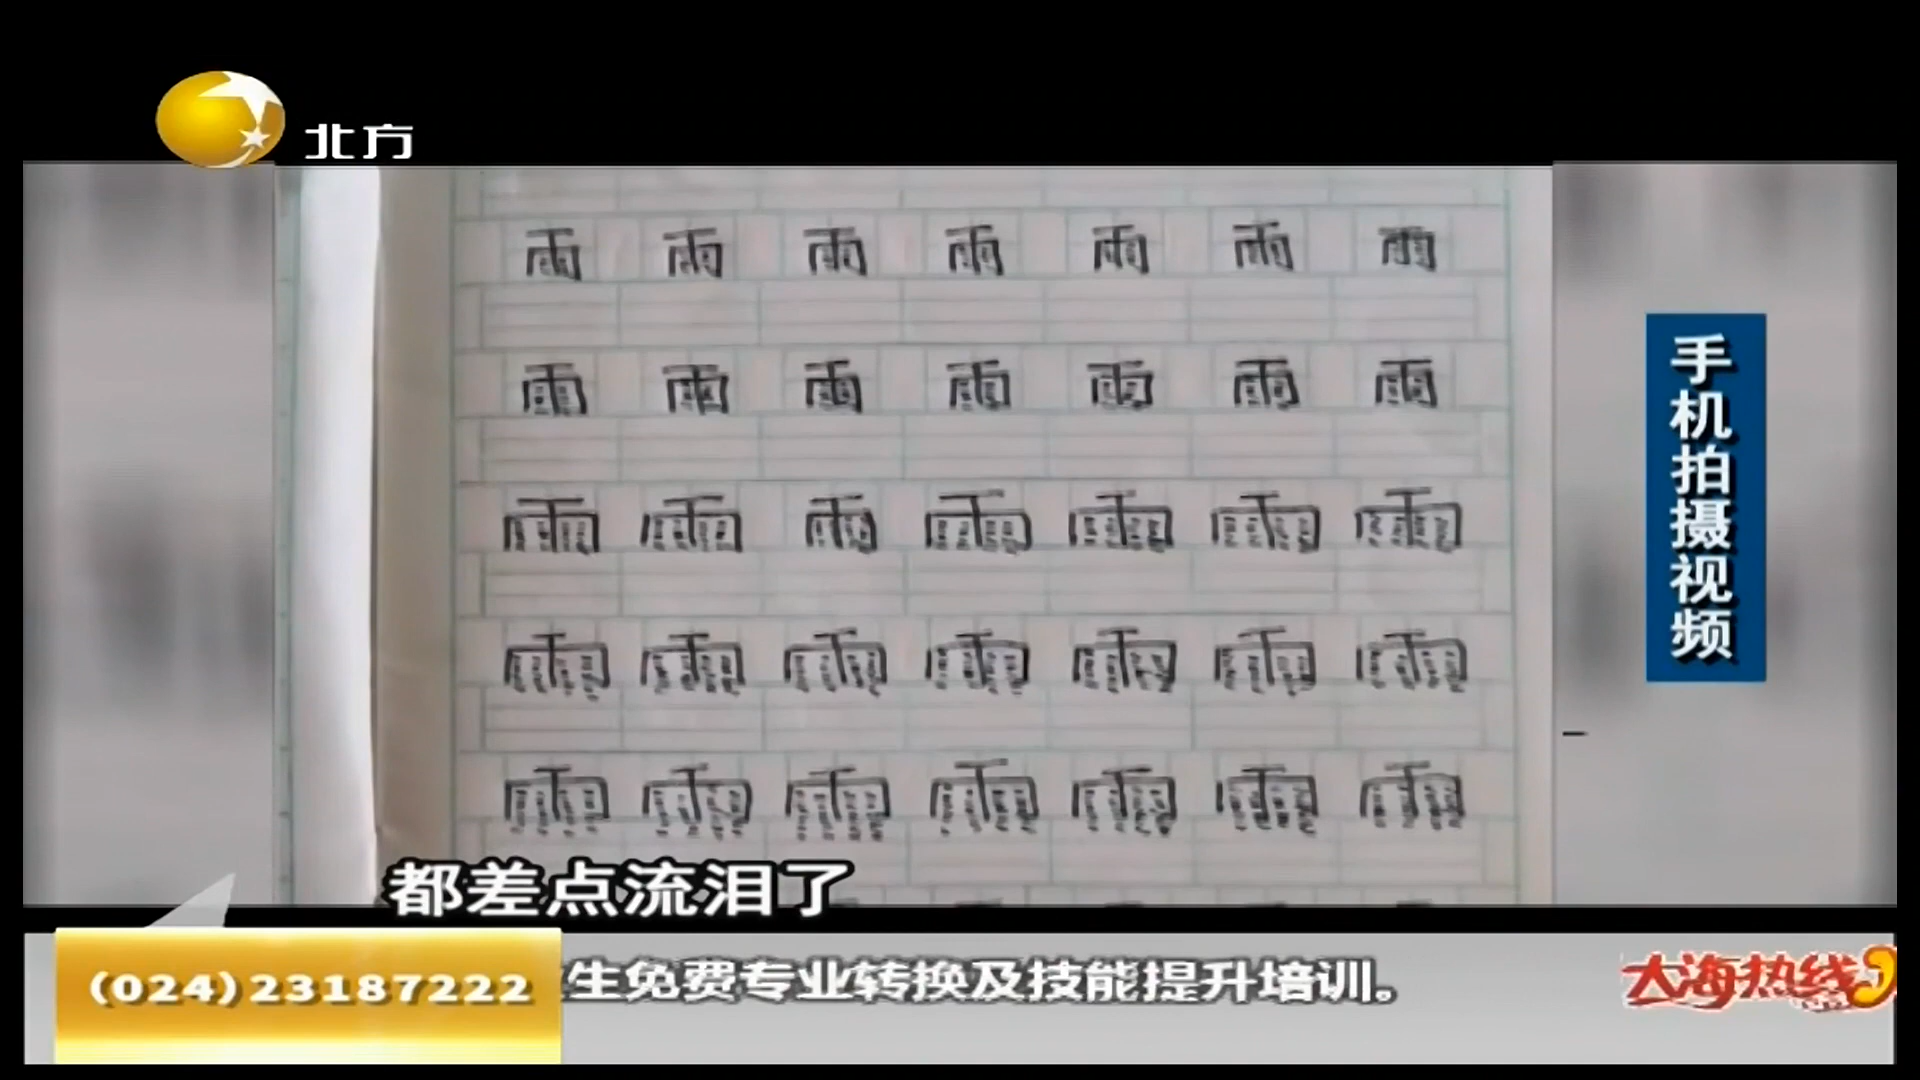 北方
雨 雨 雨 雨 雨 雨 雨
雨 雨 雨 雨 雨 雨 雨
雨 雨 雨 雨 雨 雨 雨
雨 雨 雨 雨 雨 雨 雨
雨 雨 雨 雨 雨 雨 雨
手机拍摄视频
都差点流泪了
(024)23187222
生免费专业转换及技能提升培训。
大海热线